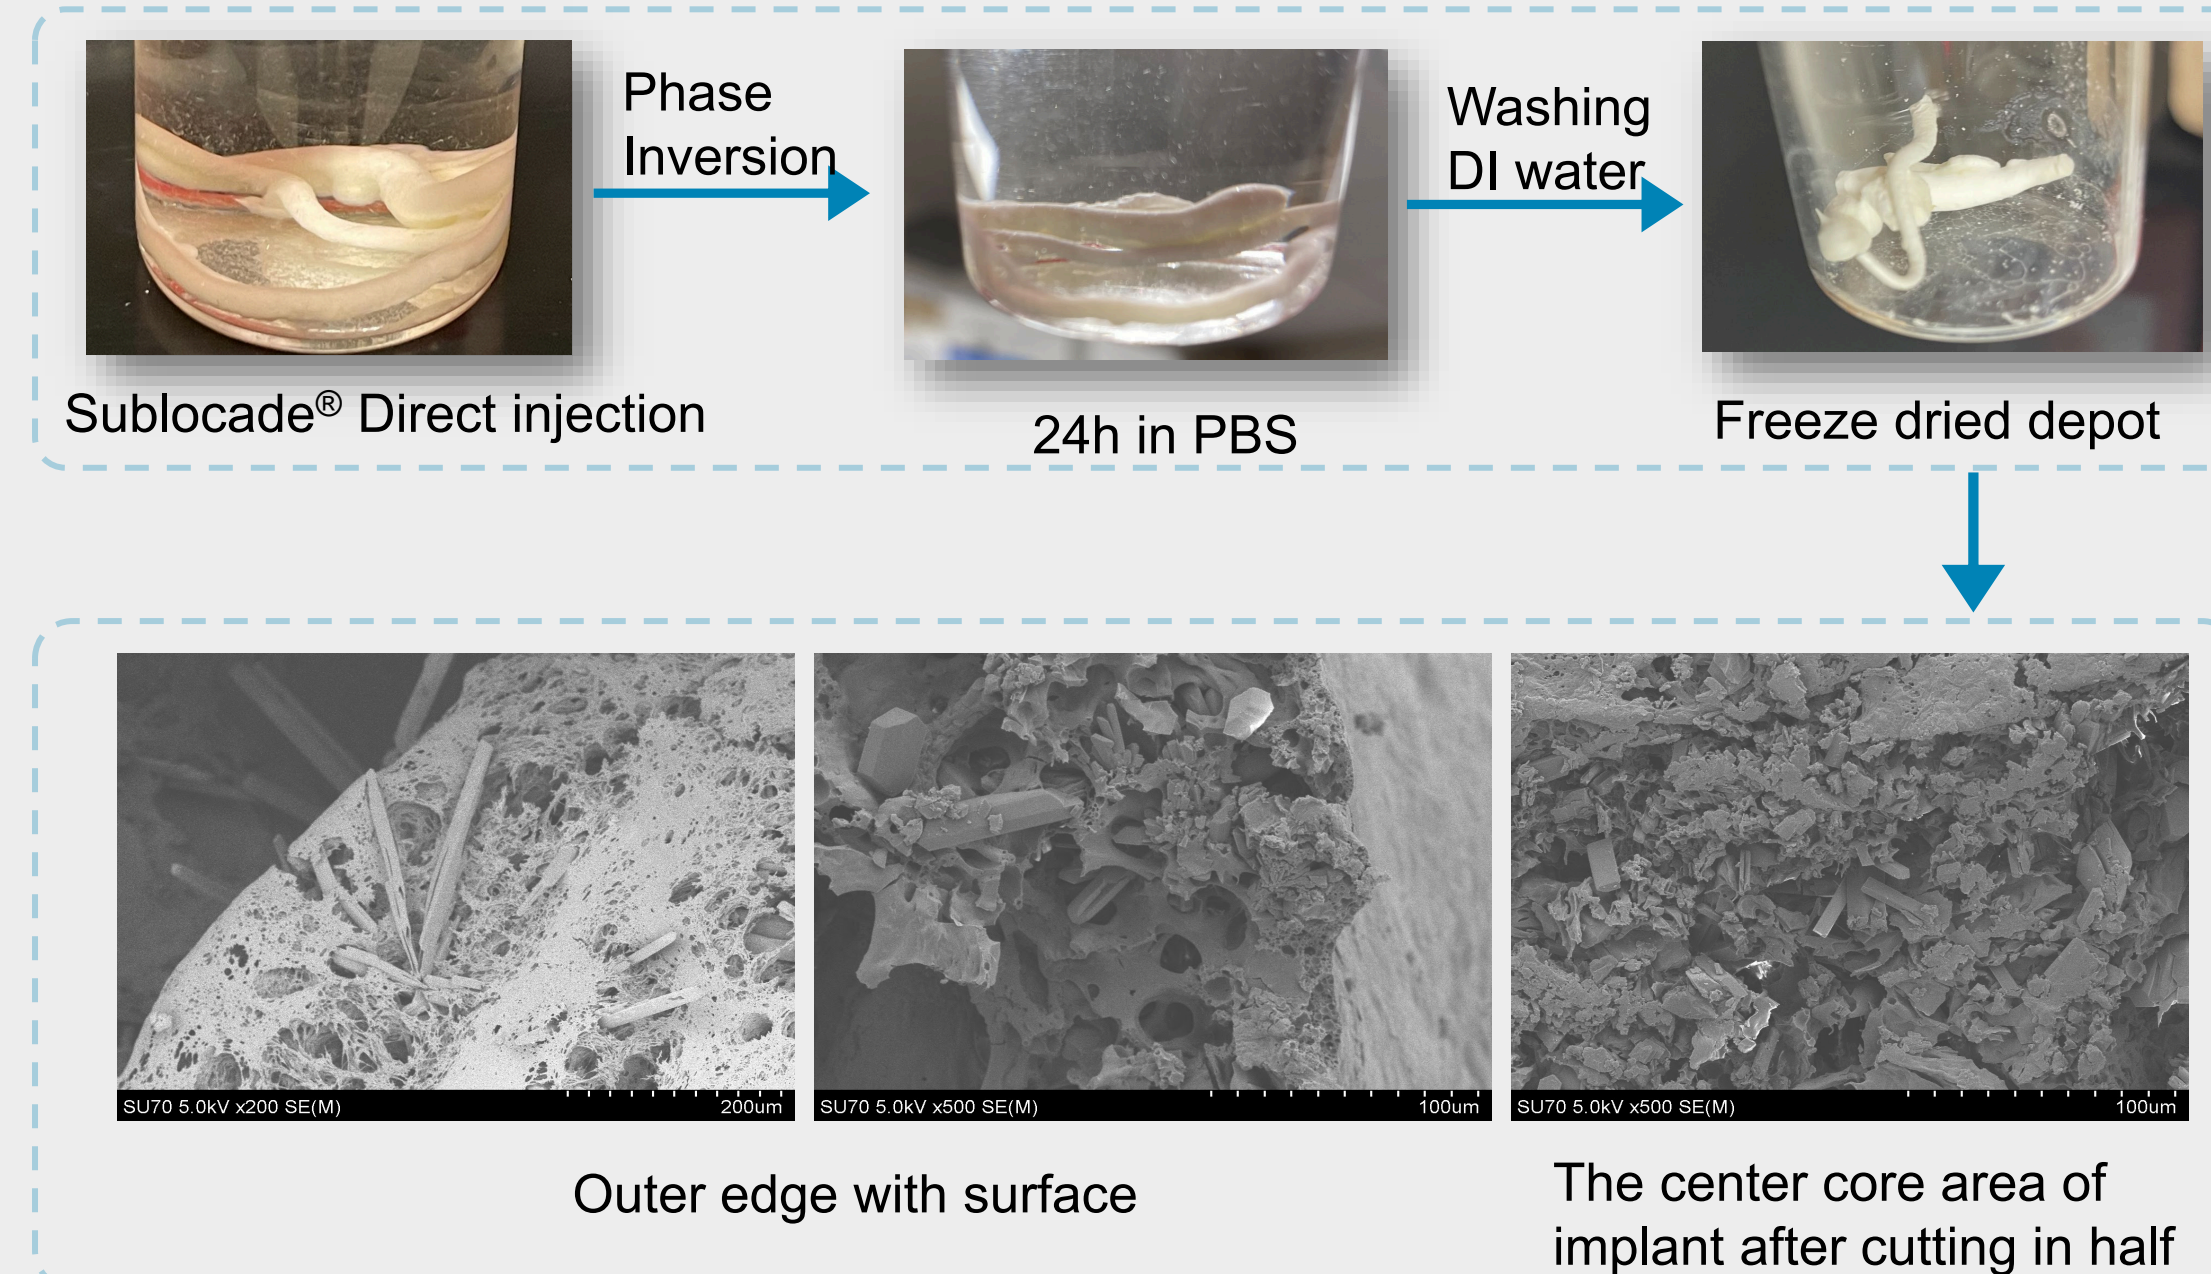 Phase
Inversion
Washing
DI water
Sublocade® Direct injection
24h in PBS
Freeze dried depot
SU70 5.0kV x200 SE(M) 200um
SU70 5.0kV x500 SE(M) 100um
SU70 5.0kV x500 SE(M) 100um
Outer edge with surface
The center core area of
implant after cutting in half